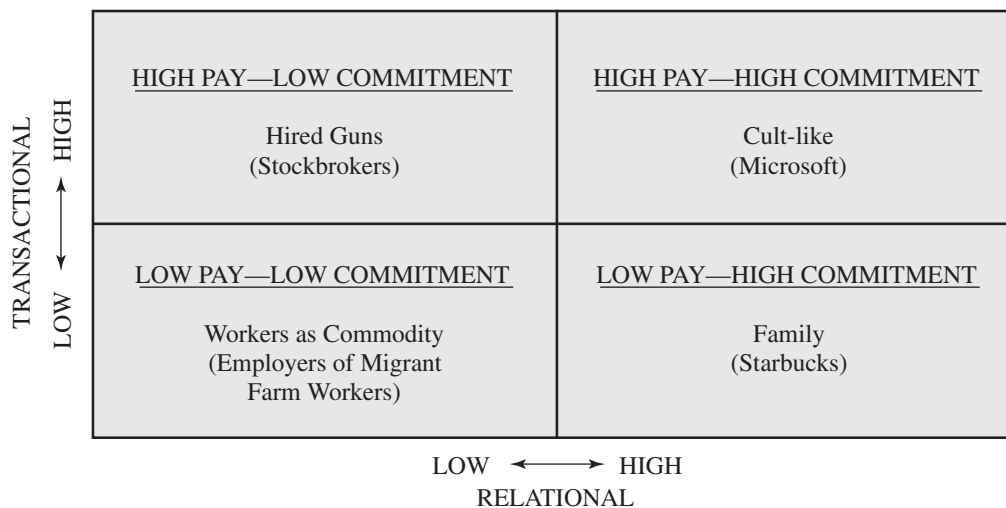 HIGH PAY—LOW COMMITMENT
Hired Guns
(Stockbrokers)
HIGH PAY—HIGH COMMITMENT
Cult-like
(Microsoft)
LOW PAY—LOW COMMITMENT
Workers as Commodity
(Employers of Migrant
Farm Workers)
LOW PAY—HIGH COMMITMENT
Family
(Starbucks)
TRANSACTIONAL
LOW HIGH
LOW HIGH
RELATIONAL